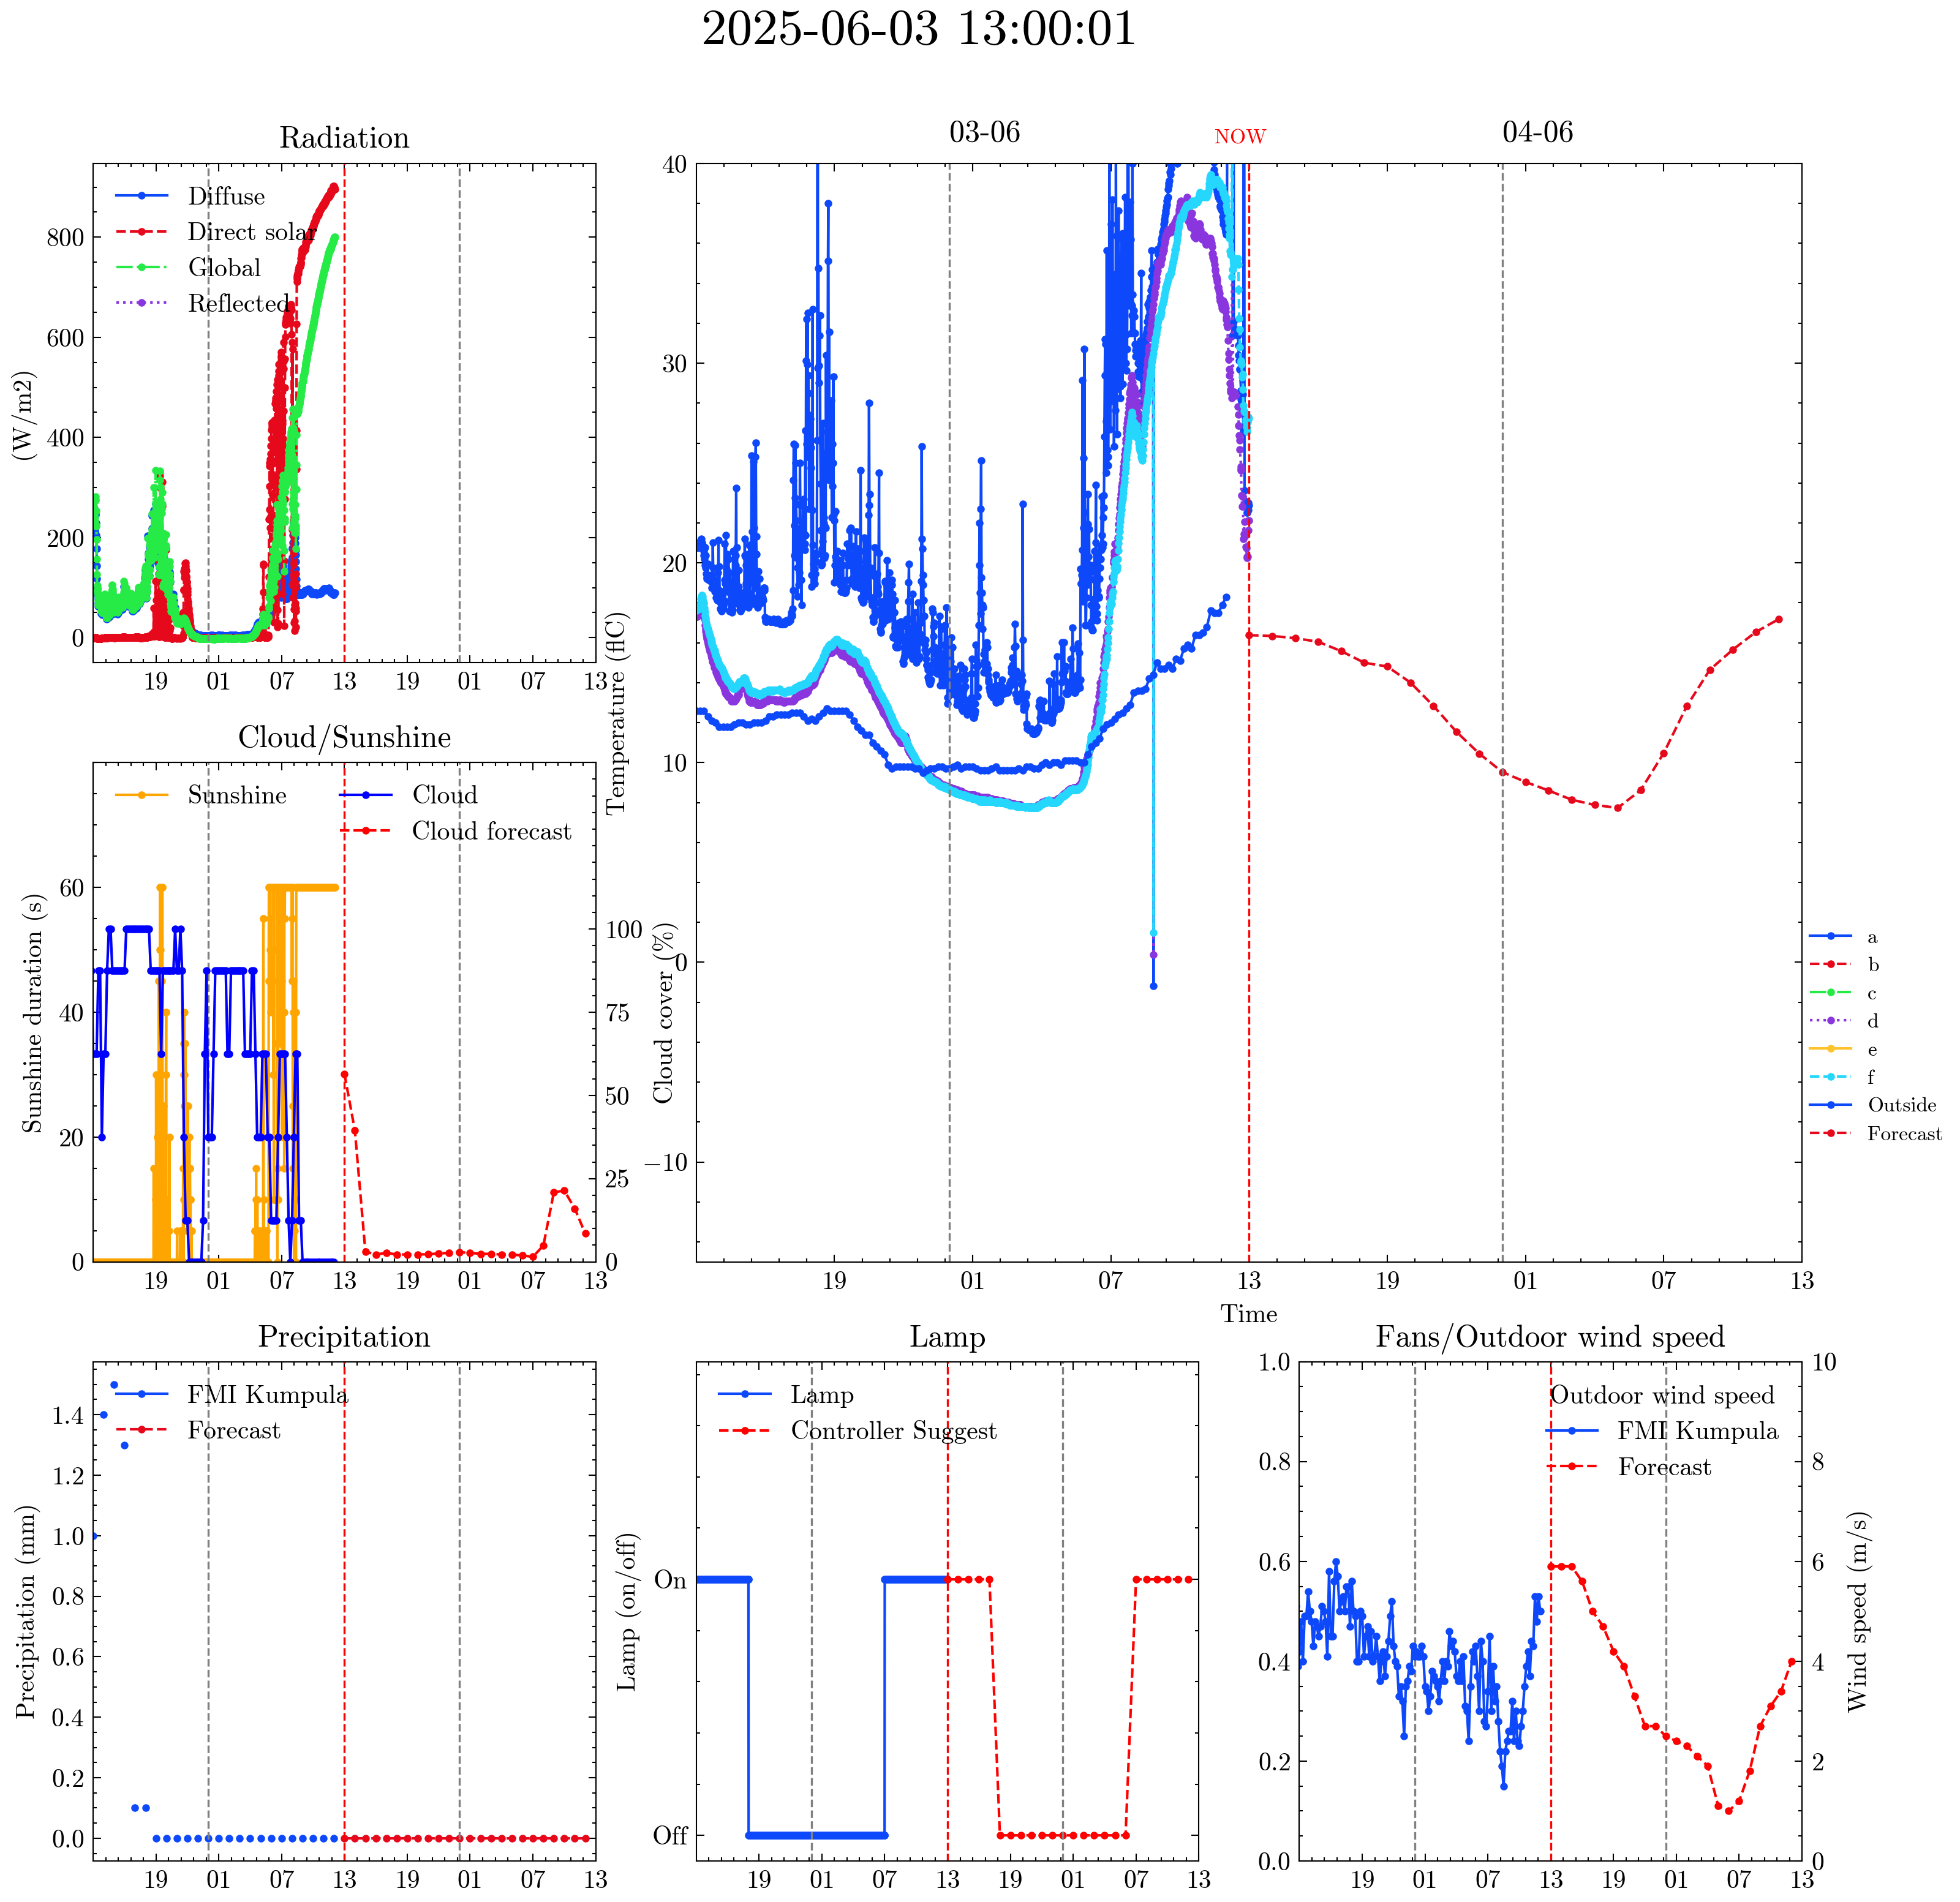 2025-06-03 13:00:01
Radiation
(W/m2)
Diffuse
Direct solar
Global
Reflected
800
600
400
200
0
19 01 07 13 19 01 07 13
03-06
NOW
04-06
Temperature (flC)
40
30
20
10
0
−10
19 01 07 13 19 01 07 13
Time
a
b
c
d
e
f
Outside
Forecast
Cloud/Sunshine
Sunshine duration (s)
Sunshine
Cloud
Cloud forecast
60
40
20
0
100
75
50
25
0
Cloud cover (%)
19 01 07 13 19 01 07 13
Precipitation
Precipitation (mm)
FMI Kumpula
Forecast
1.4
1.2
1.0
0.8
0.6
0.4
0.2
0.0
19 01 07 13 19 01 07 13
Lamp
Lamp (on/off)
Lamp
Controller Suggest
On
Off
19 01 07 13 19 01 07 13
Fans/Outdoor wind speed
Outdoor wind speed
FMI Kumpula
Forecast
1.0
0.8
0.6
0.4
0.2
0.0
10
8
6
4
2
0
Wind speed (m/s)
19 01 07 13 19 01 07 13